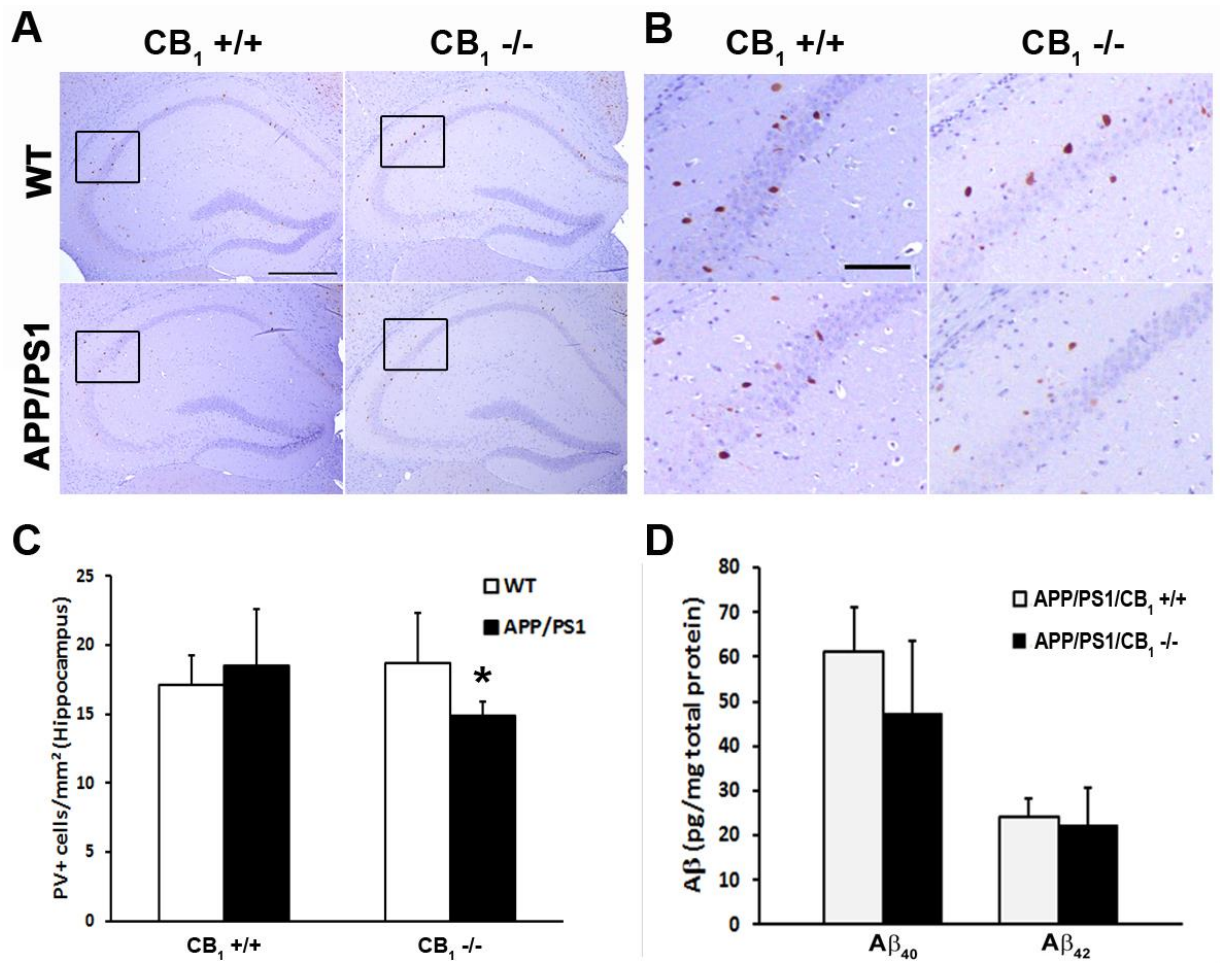 A
CB₁ +/+
CB₁ -/-
B
CB₁ +/+
CB₁ -/-
WT
APP/PS1
C
PV+ cells/mm² (Hippocampus)
25
20
15
10
5
0
WT
APP/PS1
*
CB₁ +/+
CB₁ -/-
D
Aβ (pg/mg total protein)
80
70
60
50
40
30
20
10
0
APP/PS1/CB₁ +/+
APP/PS1/CB₁ -/-
Aβ₄₀
Aβ₄₂